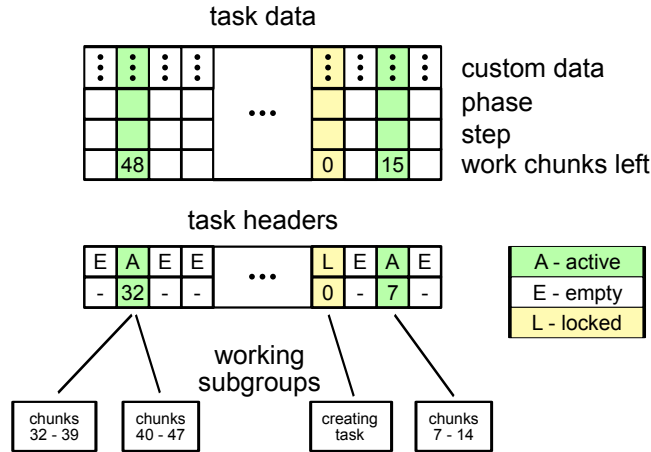 task data
custom data
phase
...
step
48 0 15 work chunks left
task headers
E A E E ... L E A E
- 32 - - 0 - 7 -
A - active
E - empty
L - locked
working
subgroups
chunks
32 - 39
chunks
40 - 47
creating
task
chunks
7 - 14